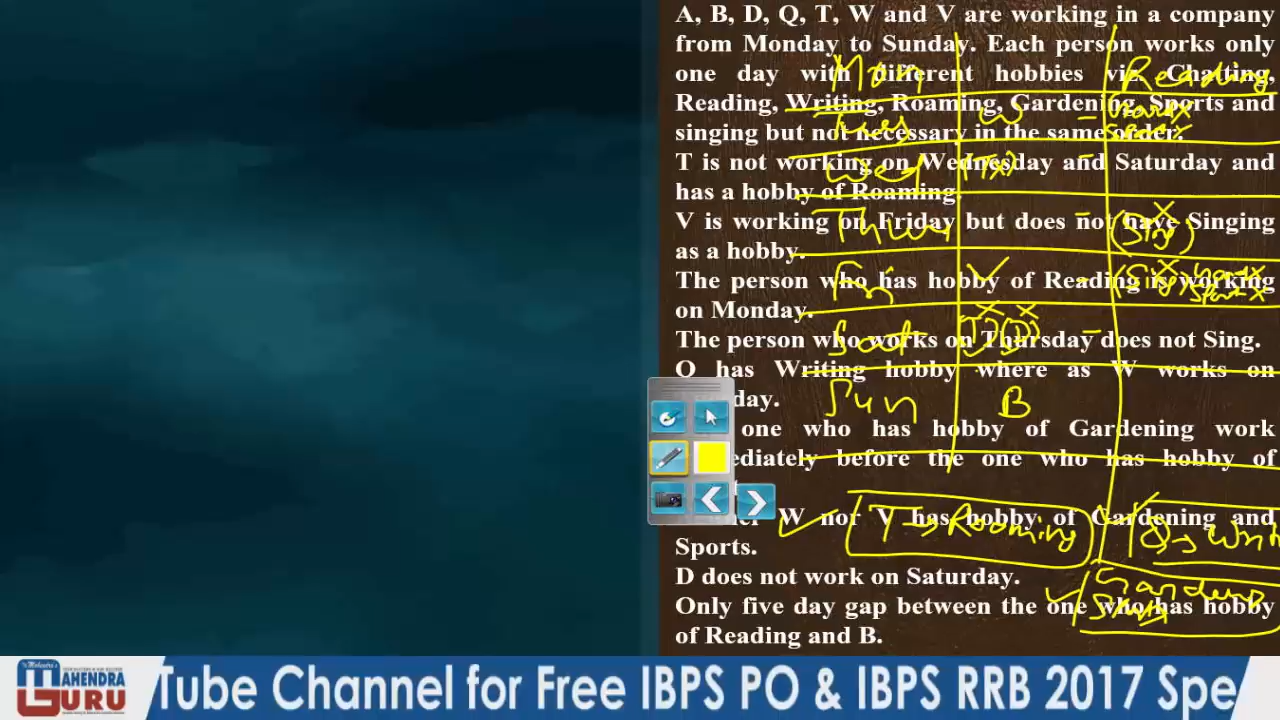 A, B, D, Q, T, W and V are working in a company
from Monday to Sunday. Each person works only
one day with different hobbies viz. Chatting,
Reading, Writing, Roaming, Gardening, Sports and
singing but not necessary in the same order.
T is not working on Wednesday and Saturday and
has a hobby of Roaming.
V is working on Friday but does not have Singing
as a hobby.
The person who has hobby of Reading is working
on Monday.
The person who works on Thursday does not Sing.
Q has Writing hobby where as W works on
day.
one who has hobby of Gardening work
ediately before the one who has hobby of
W nor V has hobby of Gardening and
Sports.
D does not work on Saturday.
Only five day gap between the one who has hobby
of Reading and B.
Mon Reading
Tues W -
Wed (Tx) -
Thur - (Sing)
Fri V -
Sat (T) (D) -
Sun B
T → Roaming
Q → Writ
Mahendra
GURU
Tube Channel for Free IBPS PO & IBPS RRB 2017 Spe